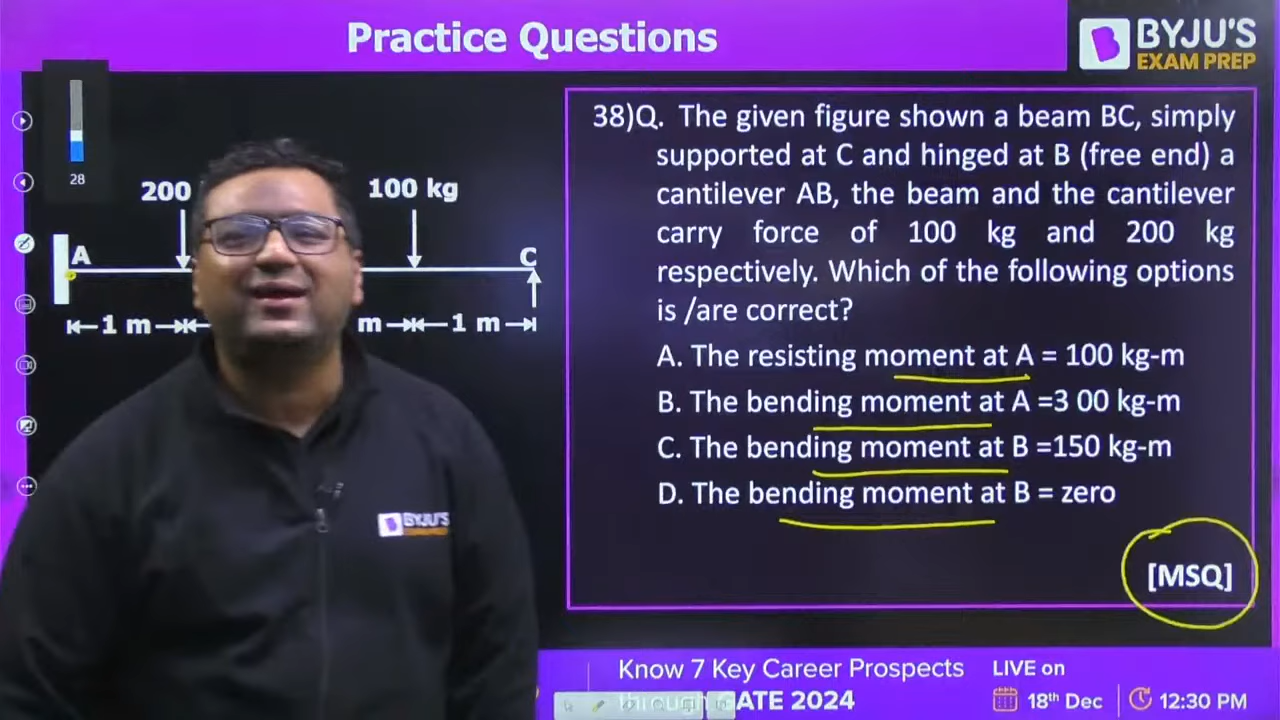 Practice Questions
BYJU'S
EXAM PREP
28
200
100 kg
A
C
1 m
m
1 m
38)Q. The given figure shown a beam BC, simply
supported at C and hinged at B (free end) a
cantilever AB, the beam and the cantilever
carry force of 100 kg and 200 kg
respectively. Which of the following options
is /are correct?
A. The resisting moment at A = 100 kg-m
B. The bending moment at A =3 00 kg-m
C. The bending moment at B =150 kg-m
D. The bending moment at B = zero
[MSQ]
BYJU'S
EXAM PREP
Know 7 Key Career Prospects
through GATE 2024
LIVE on
18th Dec
12:30 PM